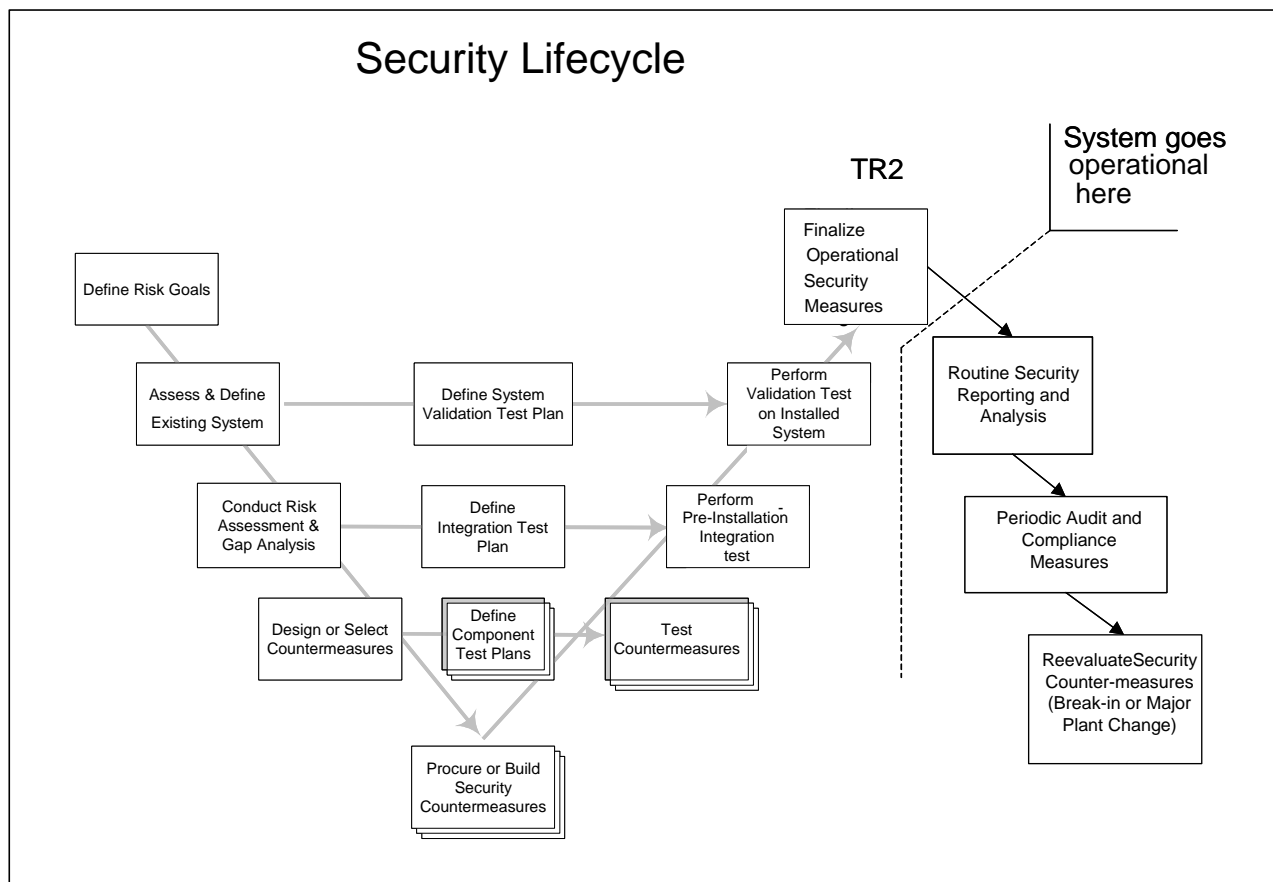 Security Lifecycle
System goes
operational
here
TR2
Finalize
Operational
Security
Measures
Define Risk Goals
Assess & Define
Existing System
Define System
Validation Test Plan
Perform
Validation Test
on Installed
System
Routine Security
Reporting and
Analysis
Conduct Risk
Assessment &
Gap Analysis
Define
Integration Test
Plan
Perform
Pre-Installation
Integration
test
Periodic Audit and
Compliance
Measures
Design or Select
Countermeasures
Define
Component
Test Plans
Test
Countermeasures
ReevaluateSecurity
Counter-measures
(Break-in or Major
Plant Change)
Procure or Build
Security
Countermeasures